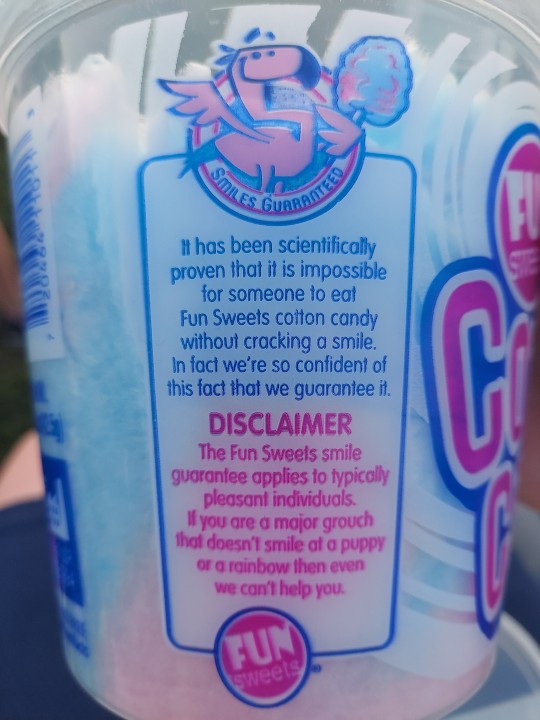 SMILES GUARANTEED
It has been scientifically
proven that it is impossible
for someone to eat
Fun Sweets cotton candy
without cracking a smile.
In fact we're so confident of
this fact that we guarantee it.
DISCLAIMER
The Fun Sweets smile
guarantee applies to typically
pleasant individuals.
If you are a major grouch
that doesn't smile at a puppy
or a rainbow then even
we can't help you.
FUN
sweets